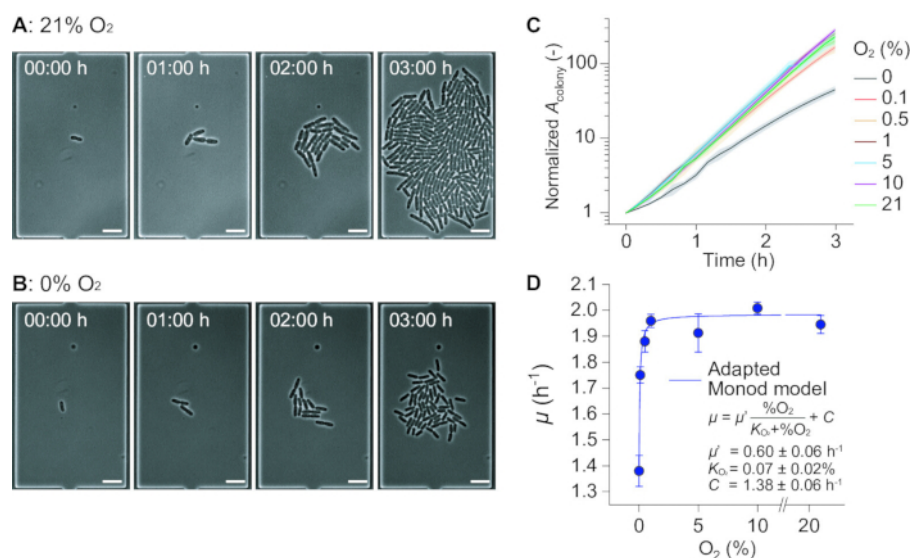 A: 21% O₂
00:00 h
01:00 h
02:00 h
03:00 h
B: 0% O₂
00:00 h
01:00 h
02:00 h
03:00 h
C
Normalized A_colony (-)
100
10
1
0
1
2
3
Time (h)
O₂ (%)
0
0.1
0.5
1
5
10
21
D
μ (h⁻¹)
2.1
2.0
1.9
1.8
1.7
1.6
1.5
1.4
1.3
0
5
10
20
O₂ (%)
Adapted
Monod model
μ = μ' %O₂ / K_O₂+%O₂ + C
μ' = 0.60 ± 0.06 h⁻¹
K_O₂ = 0.07 ± 0.02%
C = 1.38 ± 0.06 h⁻¹